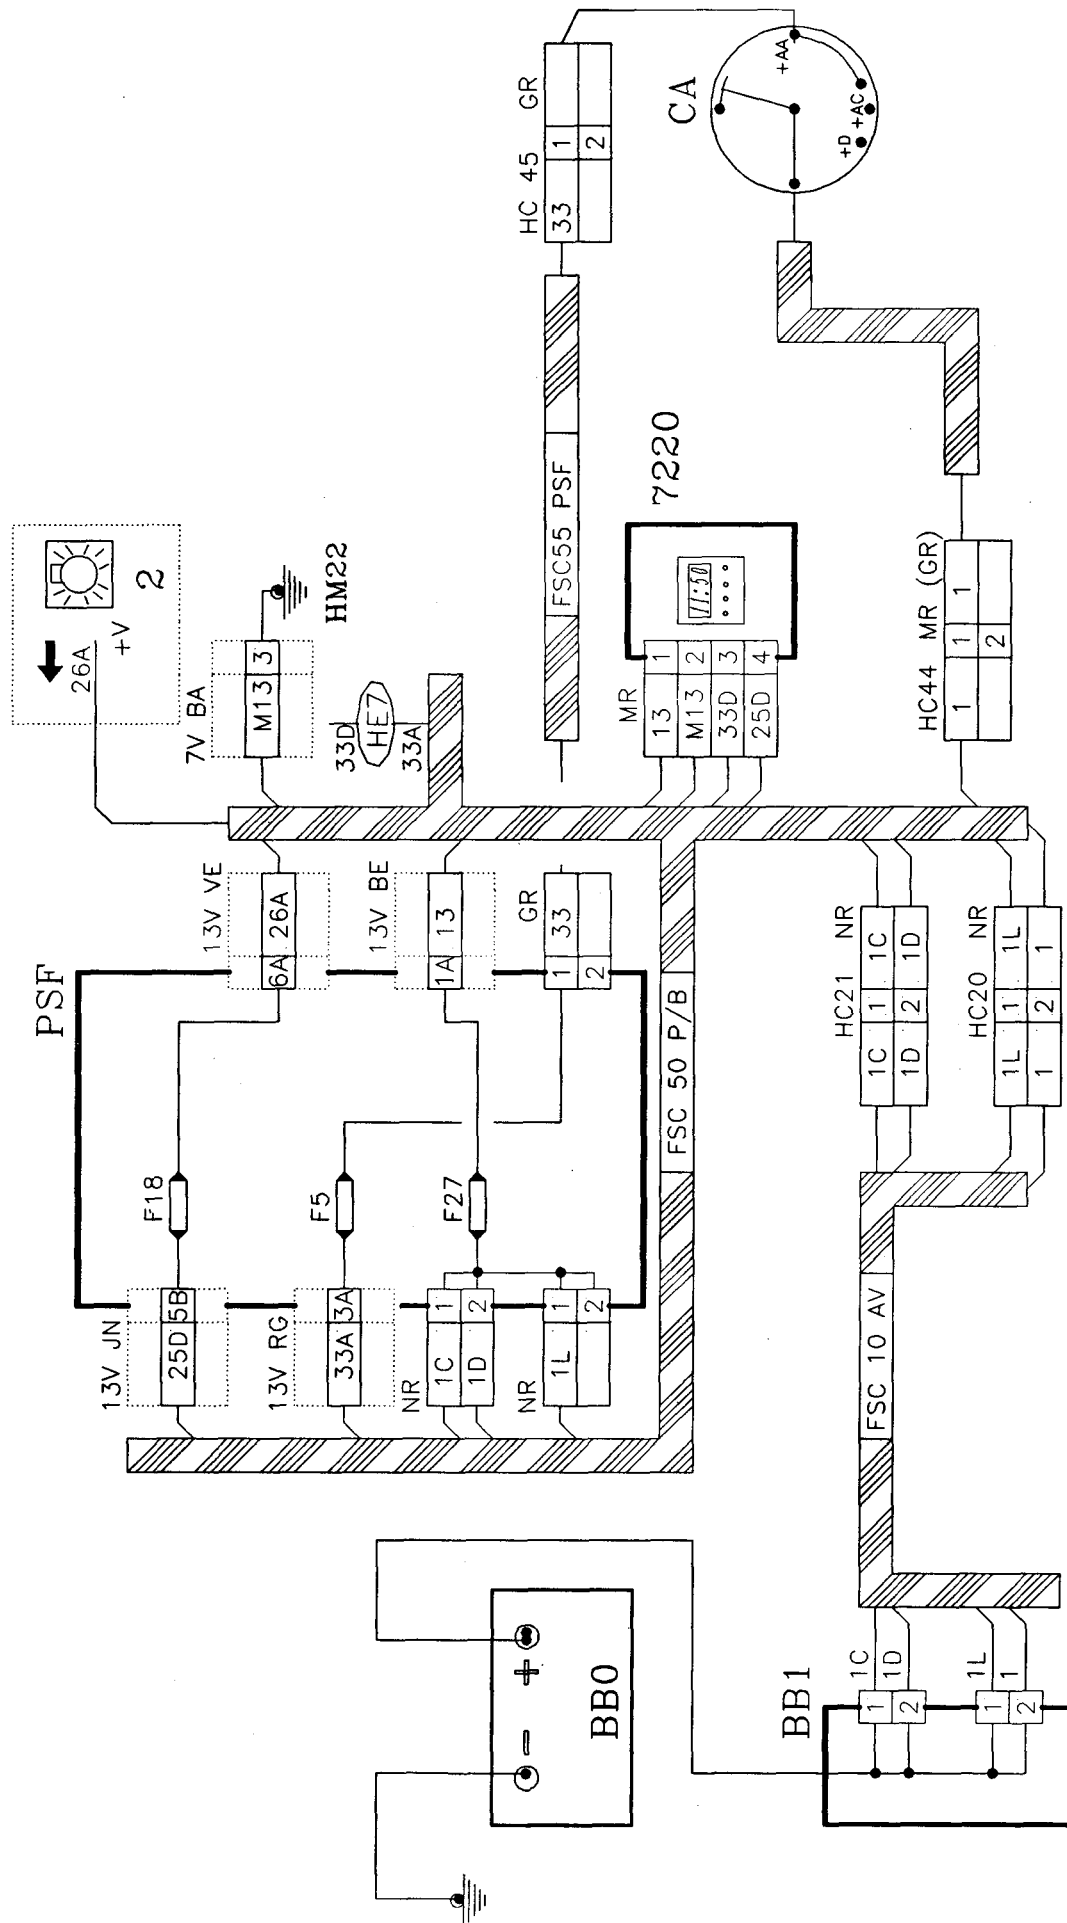 BB0
- +
BB1
1C 1
1D 2
1L 1
1 2
FSC 10 AV
HC21 NR
1C 1 1C
1D 2 1D
HC20 NR
1L 1 1L
1 2 1
PSF
13V JN
25D 5B
F18
13V VE
6A 26A
13V RG
33A 3A
F5
13V BE
1A 13
NR
1C 1
1D 2
F27
GR
1 33
2
NR
1L 1
2
FSC 50 P/B
26A
+V
2
7V BA
M13 3
HM22
33D
HE7
33A
FSC55 PSF
HC 45 GR
33 1
2
CA
+AA
+AC
+D
MR
13 1
M13 2
33D 3
25D 4
11:50
7220
HC44 MR (GR)
1 1 1
2